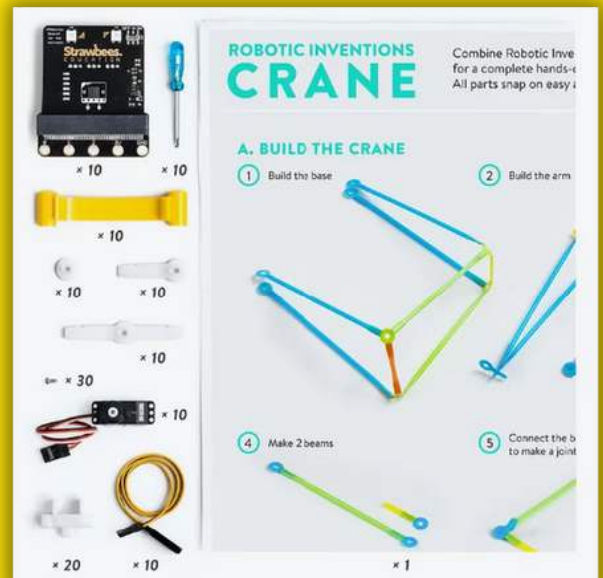 Strawbees
EDUCATION
× 10
× 10
× 10
× 10
× 10
× 10
× 30
× 10
× 20
× 10
ROBOTIC INVENTIONS
CRANE
Combine Robotic Inve
for a complete hands-
All parts snap on easy
A. BUILD THE CRANE
1 Build the base
2 Build the arm
4 Make 2 beams
5 Connect the b
to make a joint
× 1